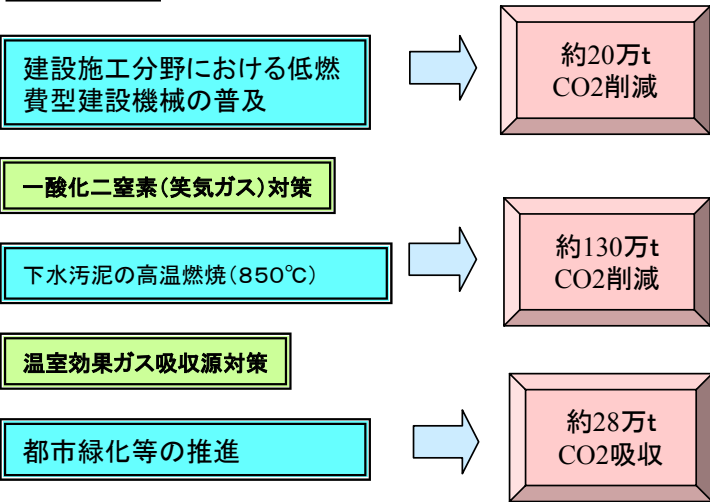 建設施工分野における低燃
費型建設機械の普及
約20万t
CO2削減
一酸化二窒素(笑気ガス)対策
下水汚泥の高温燃焼(850℃)
約130万t
CO2削減
温室効果ガス吸収源対策
都市緑化等の推進
約28万t
CO2吸収